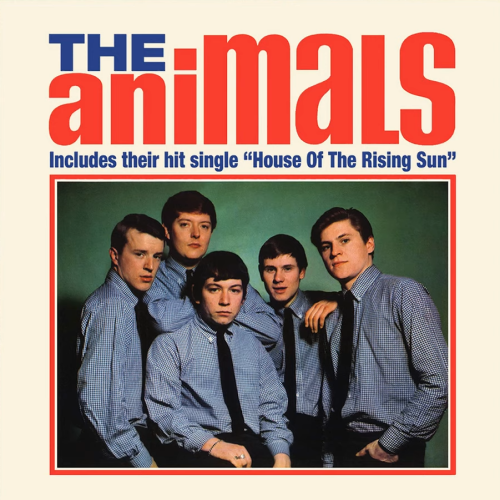 THE
aniMALS
Includes their hit single “House Of The Rising Sun”